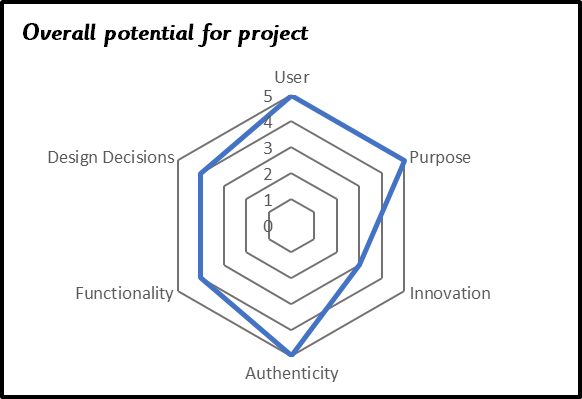 Overall potential for project
User
5
4
Design Decisions
3
Purpose
2
1
0
Functionality
Innovation
Authenticity